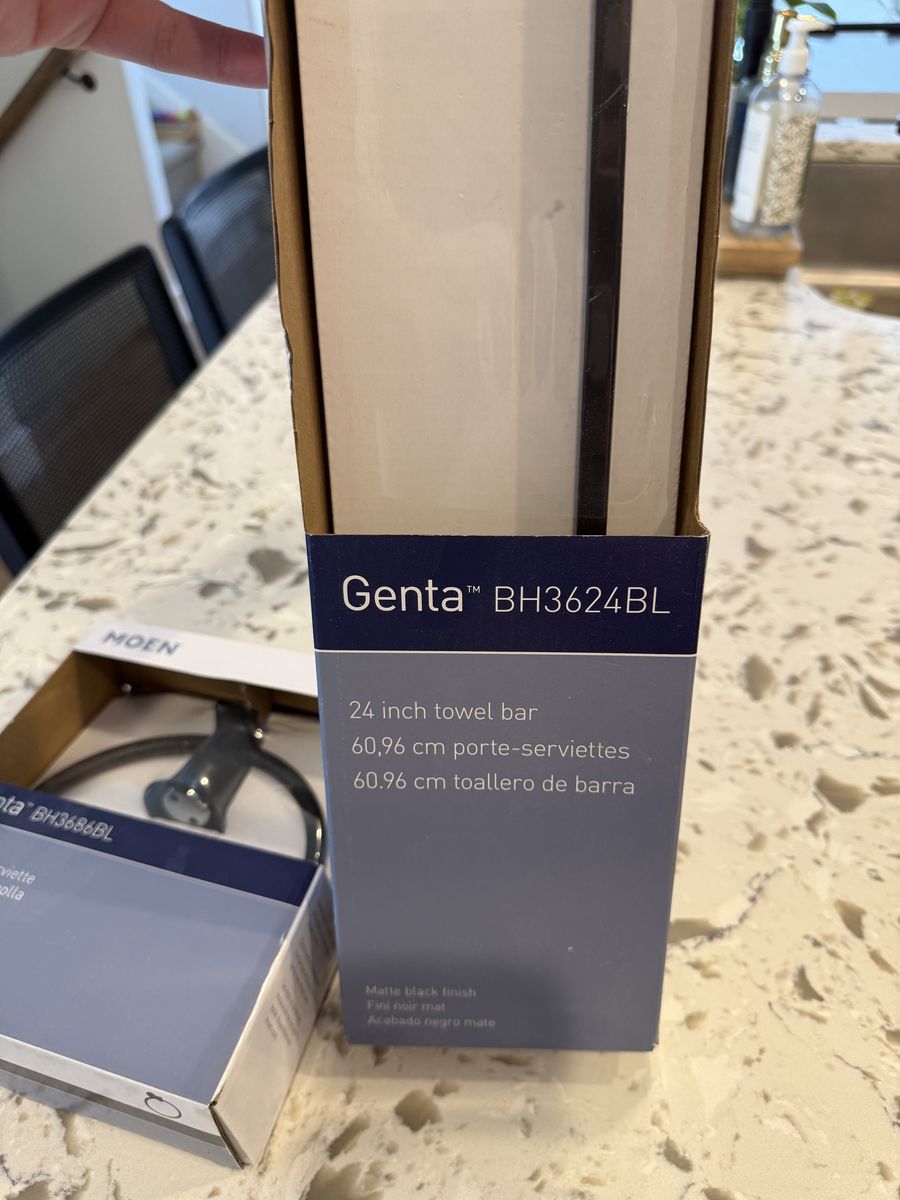 Genta™ BH3624BL
24 inch towel bar
60,96 cm porte-serviettes
60.96 cm toallero de barra
Matte black finish
Fini noir mat
Acabado negro mate
MOEN
BH3686BL